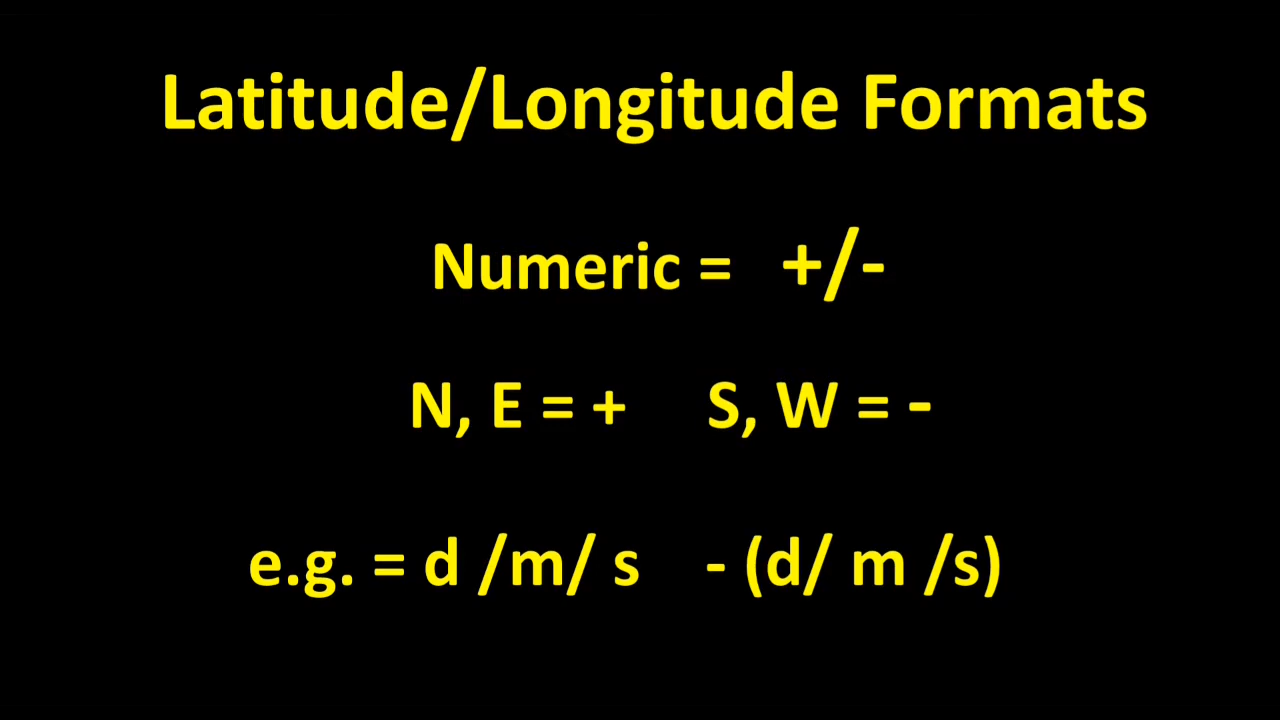 Latitude/Longitude Formats
Numeric = +/-
N, E = + S, W = -
e.g. = d /m/ s - (d/ m /s)